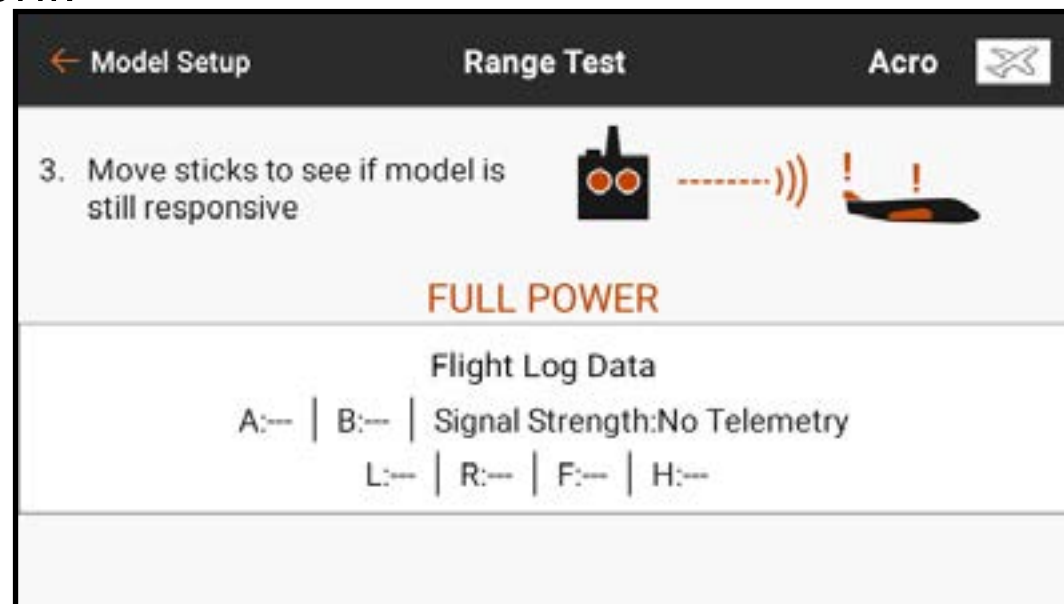 ← Model Setup Range Test Acro
3. Move sticks to see if model is
still responsive
FULL POWER
Flight Log Data
A:--- | B:--- | Signal Strength:No Telemetry
L:--- | R:--- | F:--- | H:---